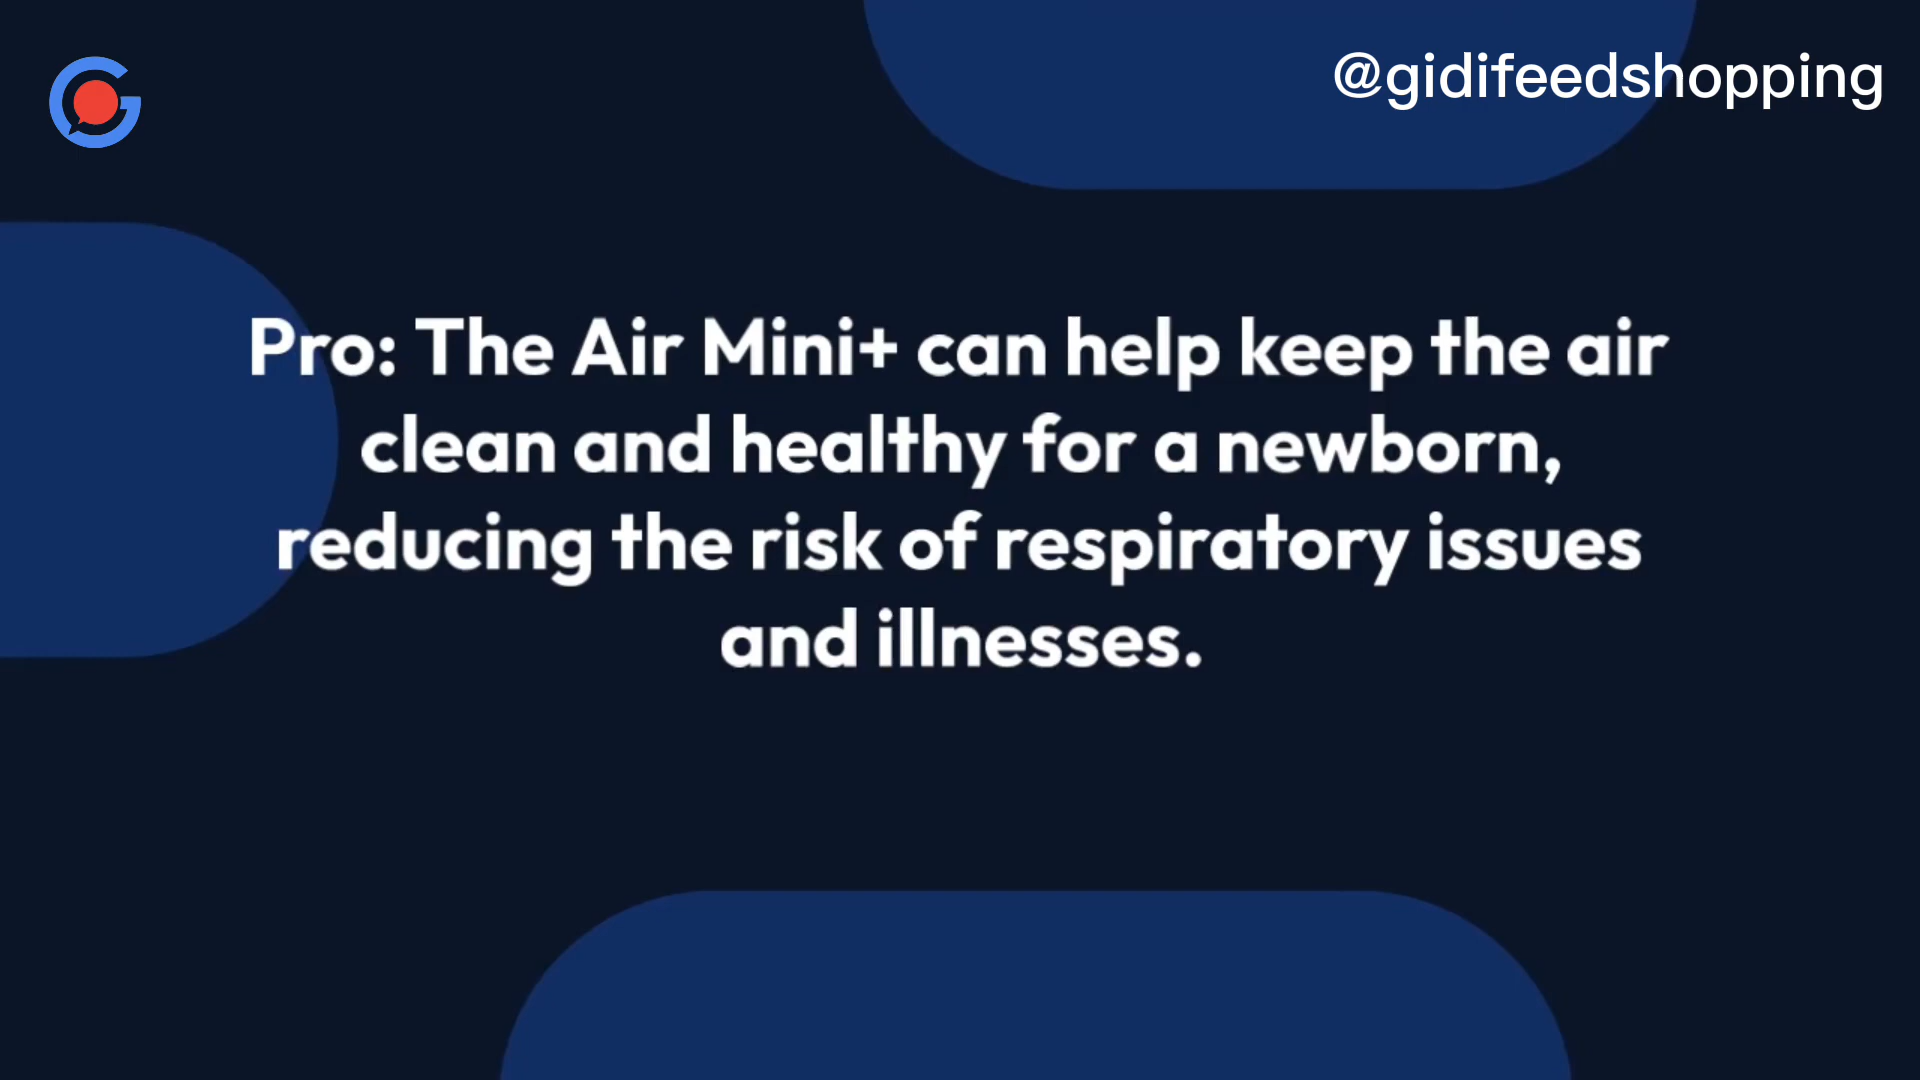 @gidifeedshopping
Pro: The Air Mini+ can help keep the air
clean and healthy for a newborn,
reducing the risk of respiratory issues
and illnesses.